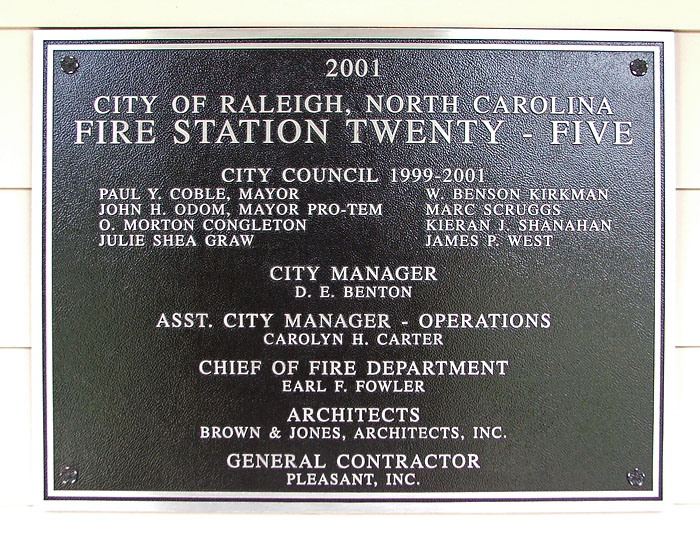 2001
CITY OF RALEIGH, NORTH CAROLINA
FIRE STATION TWENTY - FIVE
CITY COUNCIL 1999-2001
PAUL Y. COBLE, MAYOR
JOHN H. ODOM, MAYOR PRO-TEM
O. MORTON CONGLETON
JULIE SHEA GRAW
W. BENSON KIRKMAN
MARC SCRUGGS
KIERAN J. SHANAHAN
JAMES P. WEST
CITY MANAGER
D. E. BENTON
ASST. CITY MANAGER - OPERATIONS
CAROLYN H. CARTER
CHIEF OF FIRE DEPARTMENT
EARL F. FOWLER
ARCHITECTS
BROWN & JONES, ARCHITECTS, INC.
GENERAL CONTRACTOR
PLEASANT, INC.